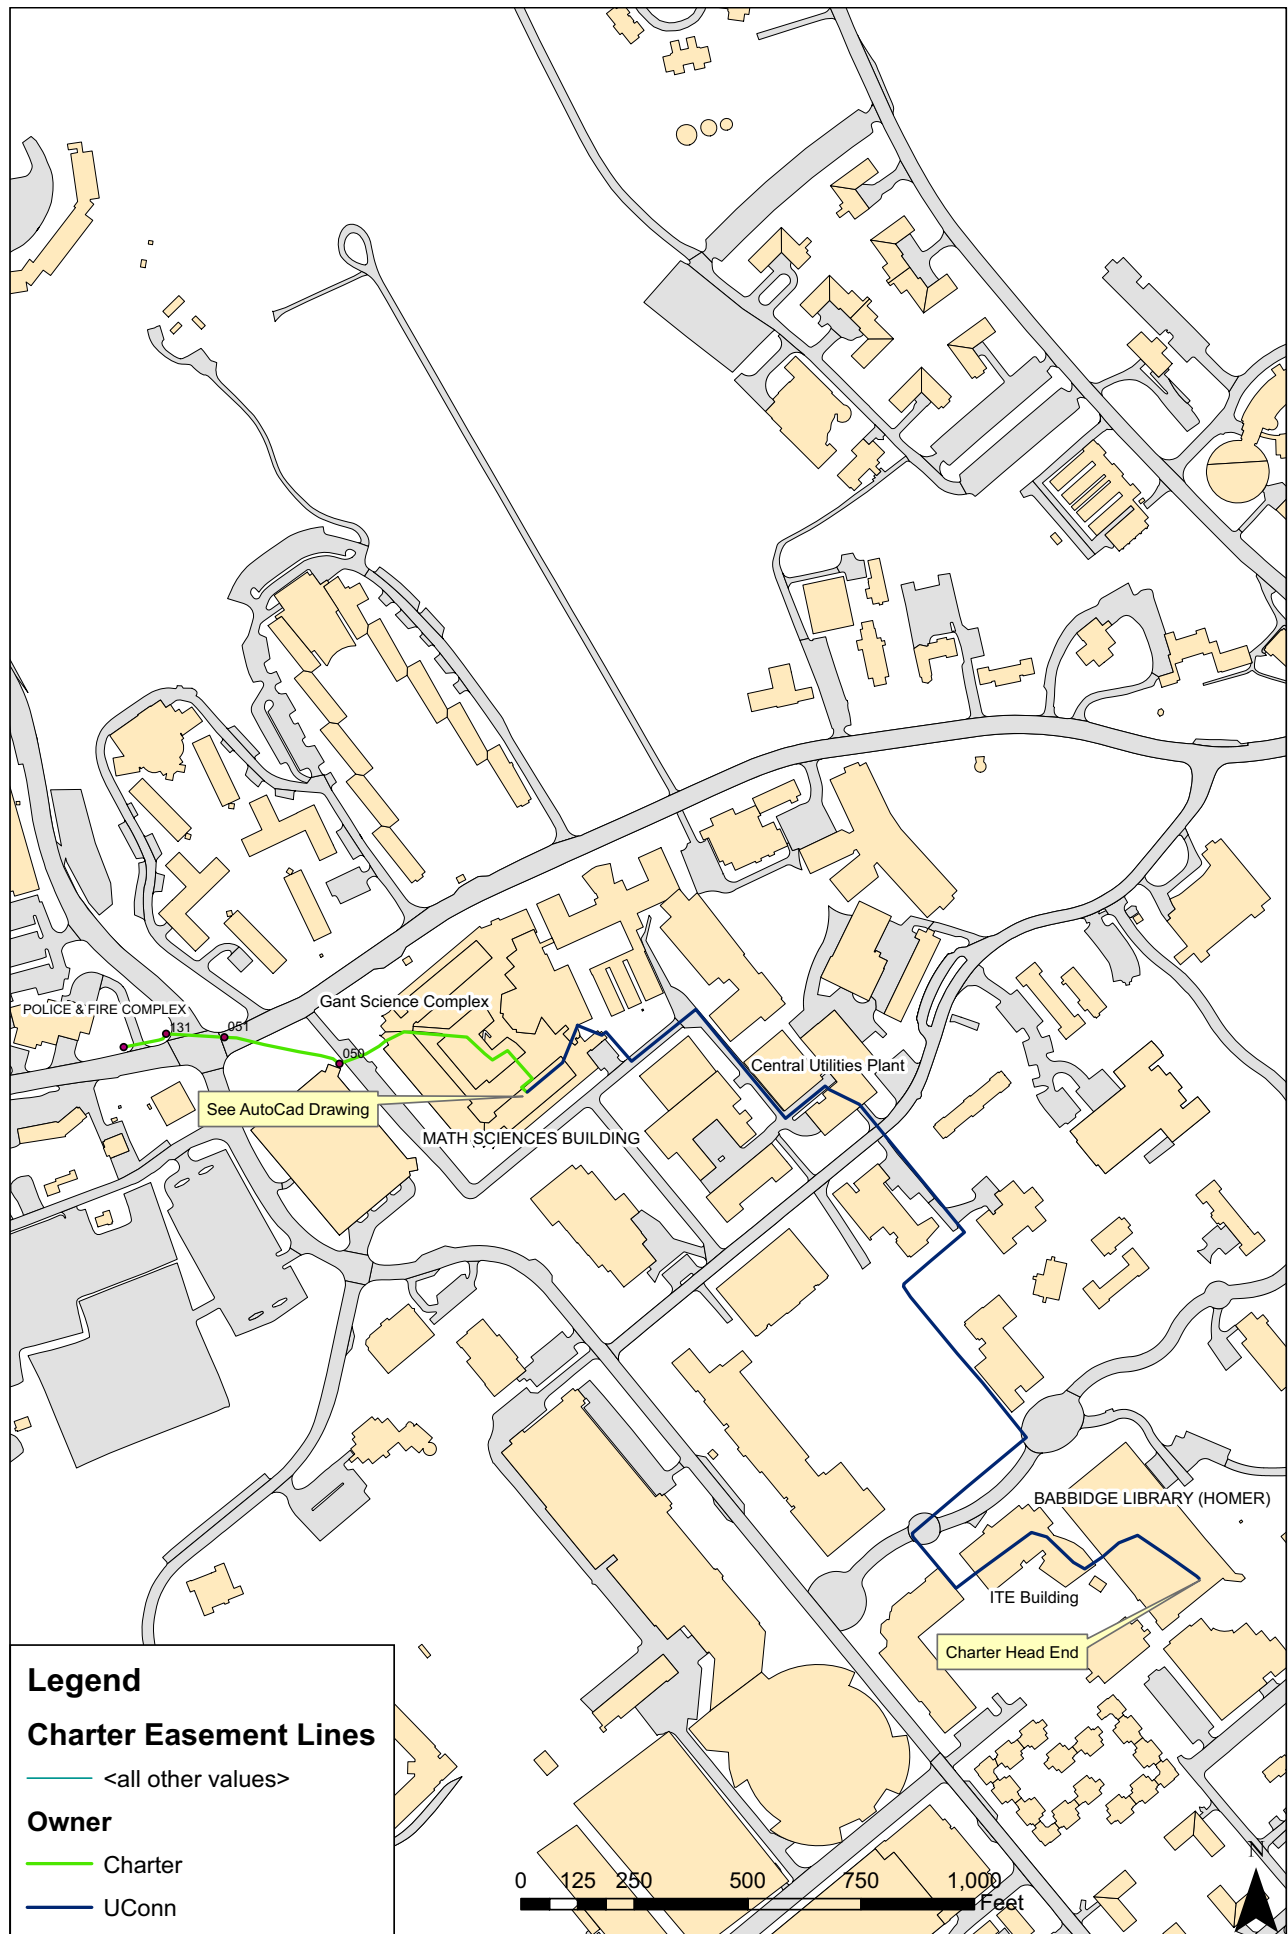 POLICE & FIRE COMPLEX
131
051
050
Gant Science Complex
See AutoCad Drawing
MATH SCIENCES BUILDING
Central Utilities Plant
BABBIDGE LIBRARY (HOMER)
ITE Building
Charter Head End
Legend
Charter Easement Lines
<all other values>
Owner
Charter
UConn
0 125 250 500 750 1,000
Feet
N